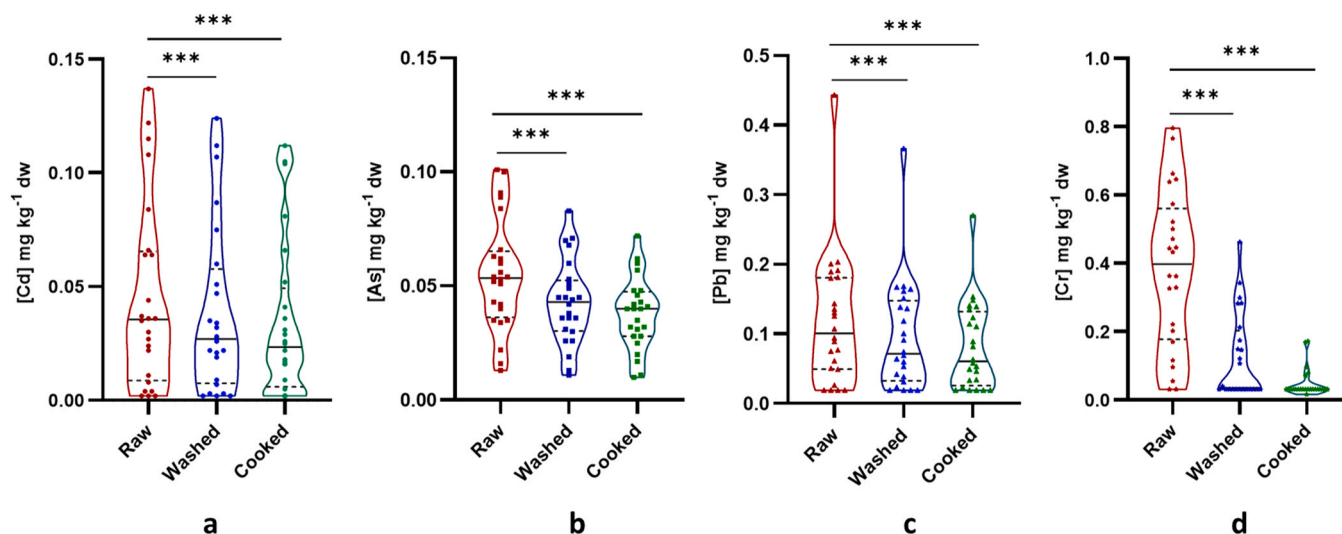 ***
***
0.15
0.10
0.05
0.00
[Cd] mg kg⁻¹ dw
Raw
Washed
Cooked
a
***
***
0.15
0.10
0.05
0.00
[As] mg kg⁻¹ dw
Raw
Washed
Cooked
b
***
***
0.5
0.4
0.3
0.2
0.1
0.0
[Pb] mg kg⁻¹ dw
Raw
Washed
Cooked
c
***
***
1.0
0.8
0.6
0.4
0.2
0.0
[Cr] mg kg⁻¹ dw
Raw
Washed
Cooked
d